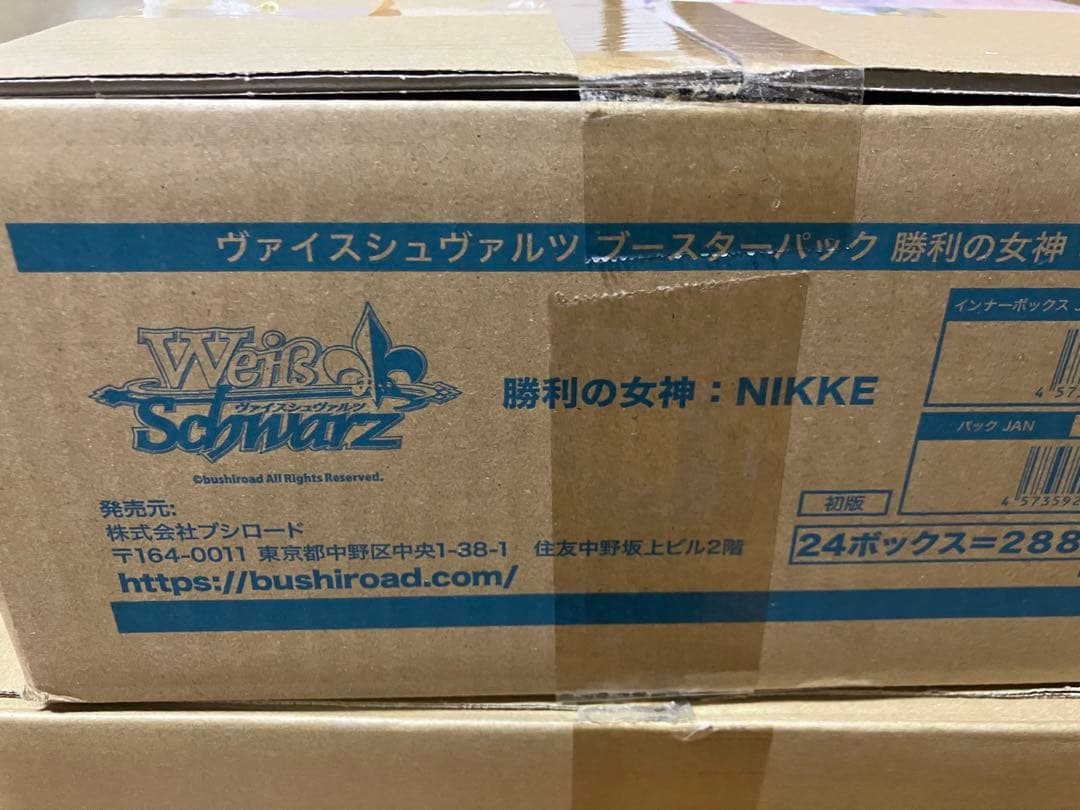 ヴァイスシュヴァルツ ブースターパック 勝利の女神
Weiß
ヴァイスシュヴァルツ
Schwarz
©bushiroad All Rights Reserved.
勝利の女神：NIKKE
インナーボックス J
4 573
パック JAN
4 573592
初版
24ボックス=288
発売元:
株式会社ブシロード
〒164-0011 東京都中野区中央1-38-1 住友中野坂上ビル2階
https://bushiroad.com/